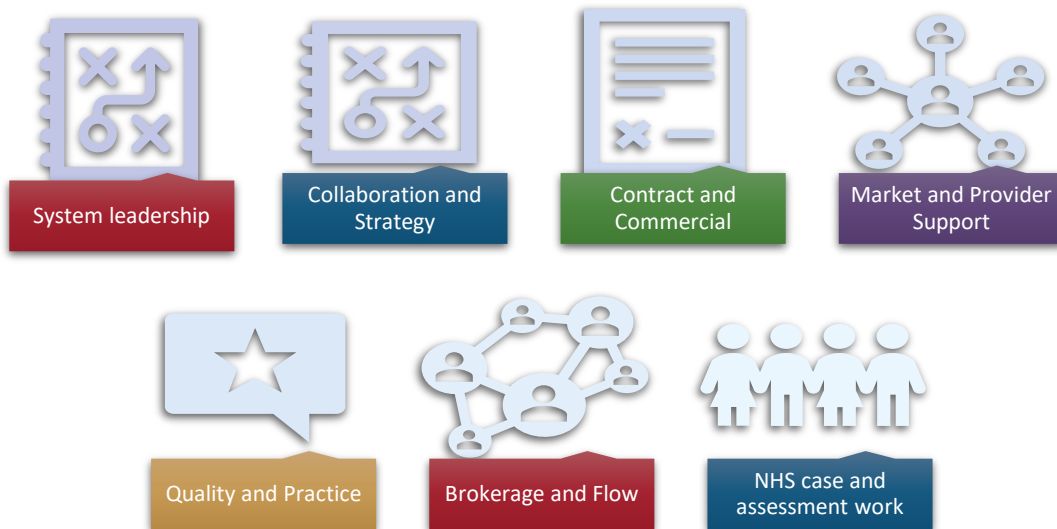 System leadership
Collaboration and
Strategy
Contract and
Commercial
Market and Provider
Support
Quality and Practice
Brokerage and Flow
NHS case and
assessment work